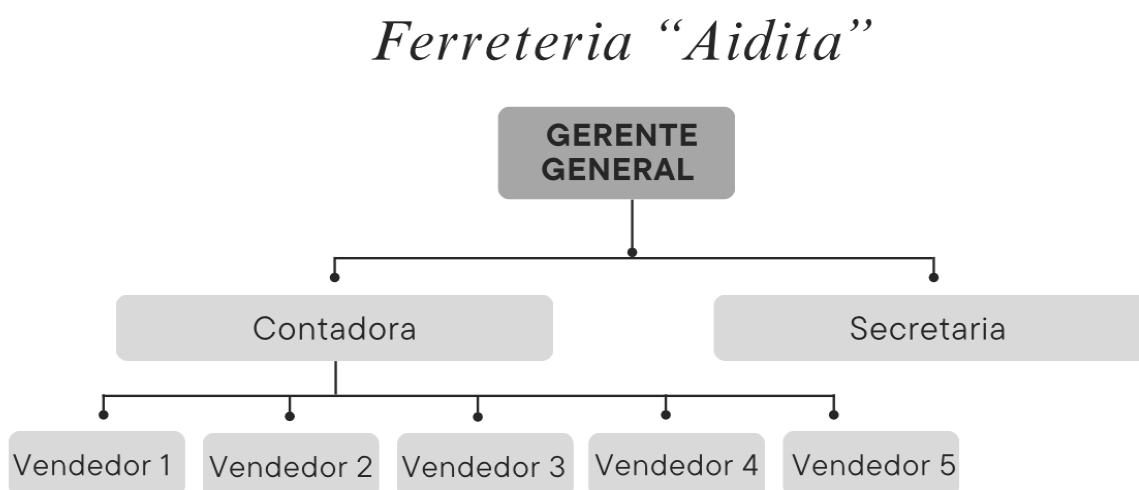 Ferreteria “Aidita”
GERENTE
GENERAL
Contadora
Secretaria
Vendedor 1
Vendedor 2
Vendedor 3
Vendedor 4
Vendedor 5